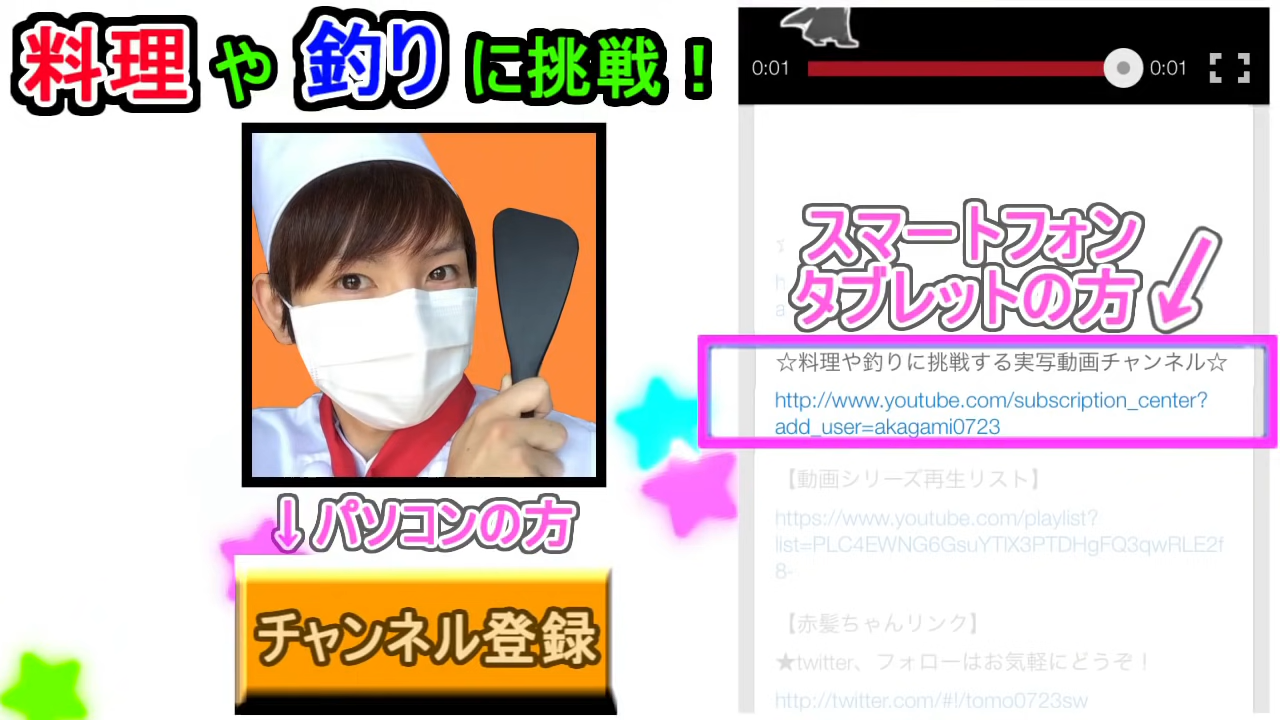 料理や釣りに挑戦！
↓パソコンの方
チャンネル登録
0:01
0:01
スマートフォン
タブレットの方
☆料理や釣りに挑戦する実写動画チャンネル☆
http://www.youtube.com/subscription_center?
add_user=akagami0723
【動画シリーズ再生リスト】
https://www.youtube.com/playlist?
list=PLC4EWNG6GsuYTlX3PTDHgFQ3qwRLE2f
8-
【赤髪ちゃんリンク】
★twitter、フォローはお気軽にどうぞ！
http://twitter.com/#!/tomo0723sw